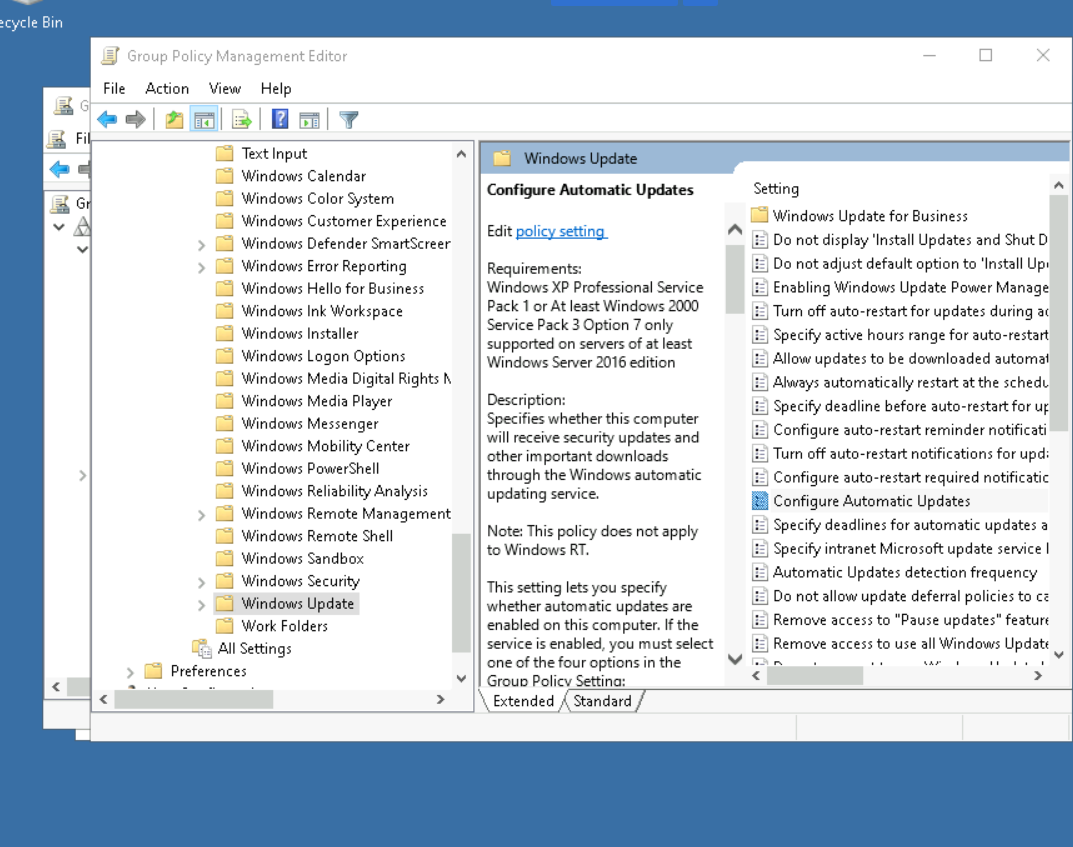 ecycle Bin
Group Policy Management Editor
File Action View Help
G
Fil
Gr
Text Input
Windows Calendar
Windows Color System
Windows Customer Experience
Windows Defender SmartScreen
Windows Error Reporting
Windows Hello for Business
Windows Ink Workspace
Windows Installer
Windows Logon Options
Windows Media Digital Rights M
Windows Media Player
Windows Messenger
Windows Mobility Center
Windows PowerShell
Windows Reliability Analysis
Windows Remote Management
Windows Remote Shell
Windows Sandbox
Windows Security
Windows Update
Work Folders
All Settings
Preferences
Windows Update
Configure Automatic Updates
Edit policy setting
Requirements:
Windows XP Professional Service
Pack 1 or At least Windows 2000
Service Pack 3 Option 7 only
supported on servers of at least
Windows Server 2016 edition
Description:
Specifies whether this computer
will receive security updates and
other important downloads
through the Windows automatic
updating service.
Note: This policy does not apply
to Windows RT.
This setting lets you specify
whether automatic updates are
enabled on this computer. If the
service is enabled, you must select
one of the four options in the
Group Policy Setting:
Setting
Windows Update for Business
Do not display 'Install Updates and Shut D
Do not adjust default option to 'Install Up
Enabling Windows Update Power Manage
Turn off auto-restart for updates during ac
Specify active hours range for auto-restart
Allow updates to be downloaded automat
Always automatically restart at the schedu
Specify deadline before auto-restart for up
Configure auto-restart reminder notificati
Turn off auto-restart notifications for upda
Configure auto-restart required notificatic
Configure Automatic Updates
Specify deadlines for automatic updates a
Specify intranet Microsoft update service l
Automatic Updates detection frequency
Do not allow update deferral policies to ca
Remove access to "Pause updates" feature
Remove access to use all Windows Update
Extended Standard